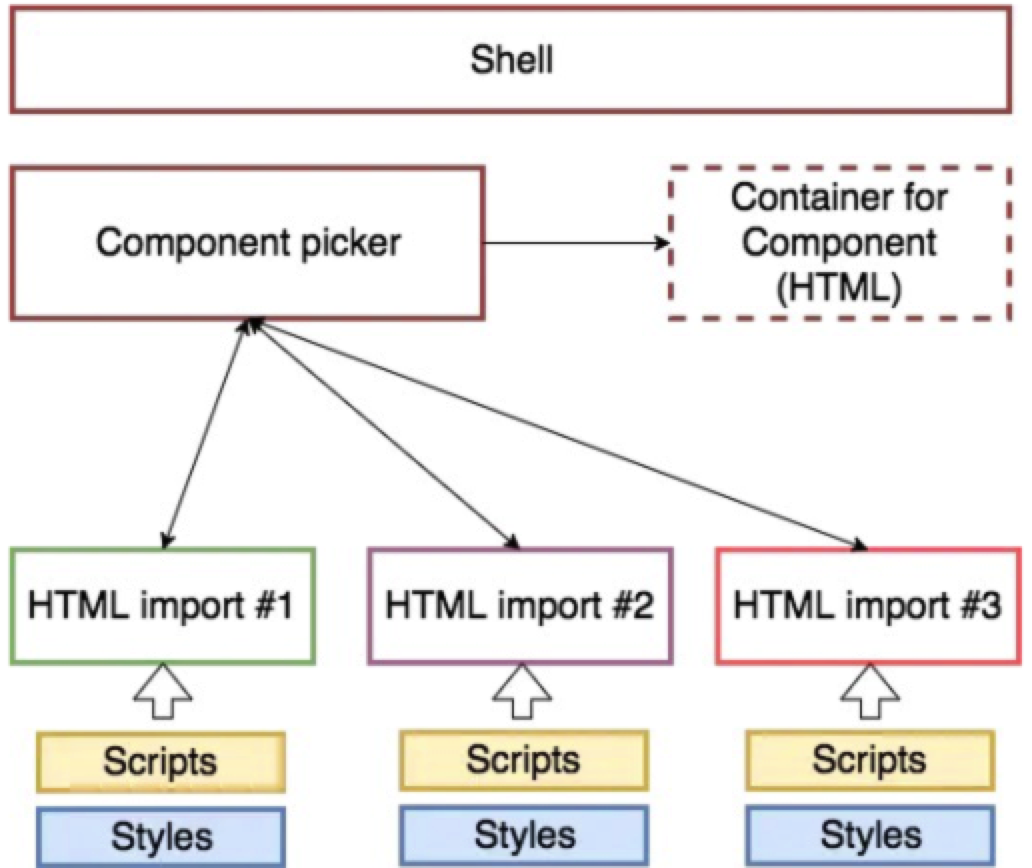 Shell
Component picker
Container for
Component
(HTML)
HTML import #1
HTML import #2
HTML import #3
Scripts
Scripts
Scripts
Styles
Styles
Styles